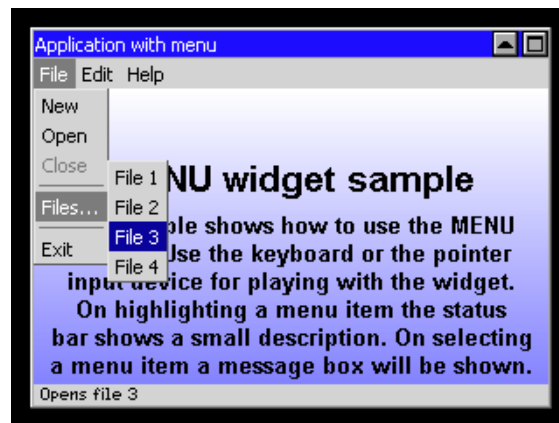 Application with menu
File Edit Help
New
Open
Close
Files...
Exit
File 1
File 2
File 3
File 4
NU widget sample
ple shows how to use the MENU
Use the keyboard or the pointer
input device for playing with the widget.
On highlighting a menu item the status
bar shows a small description. On selecting
a menu item a message box will be shown.
Opens file 3